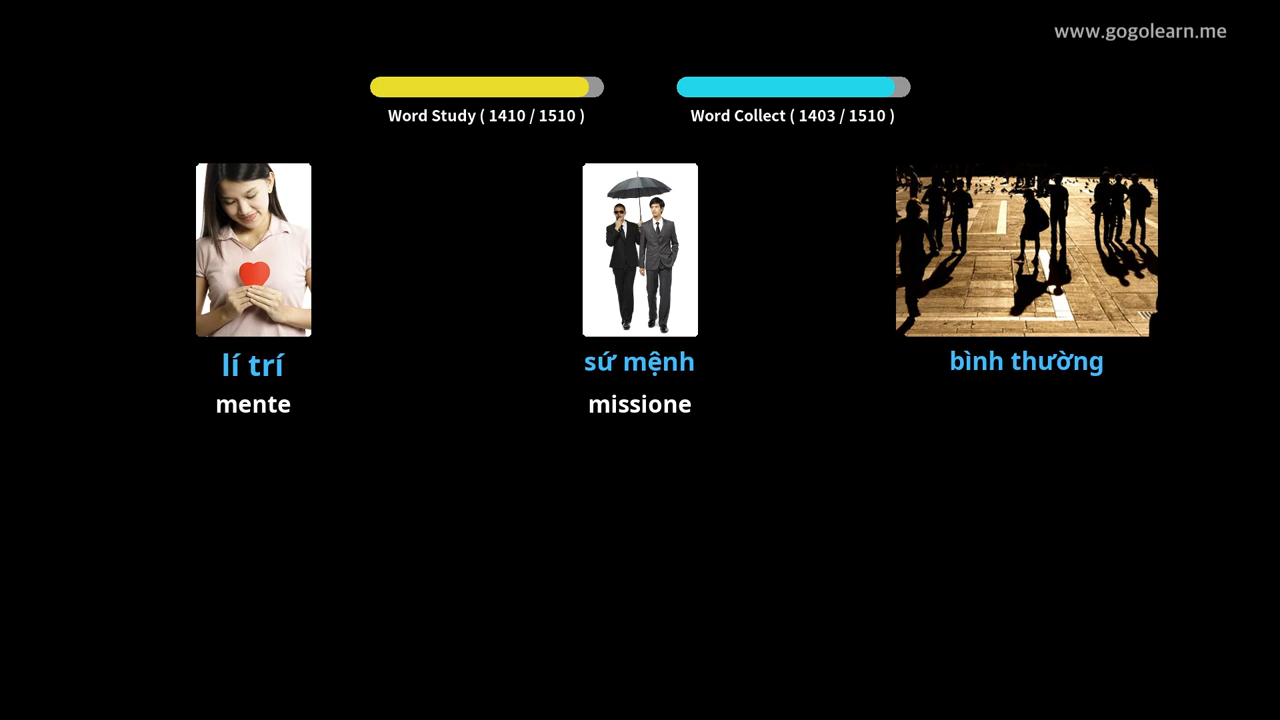 www.gogolearn.me
Word Study ( 1410 / 1510 )
Word Collect ( 1403 / 1510 )
lí trí
mente
sứ mệnh
missione
bình thường